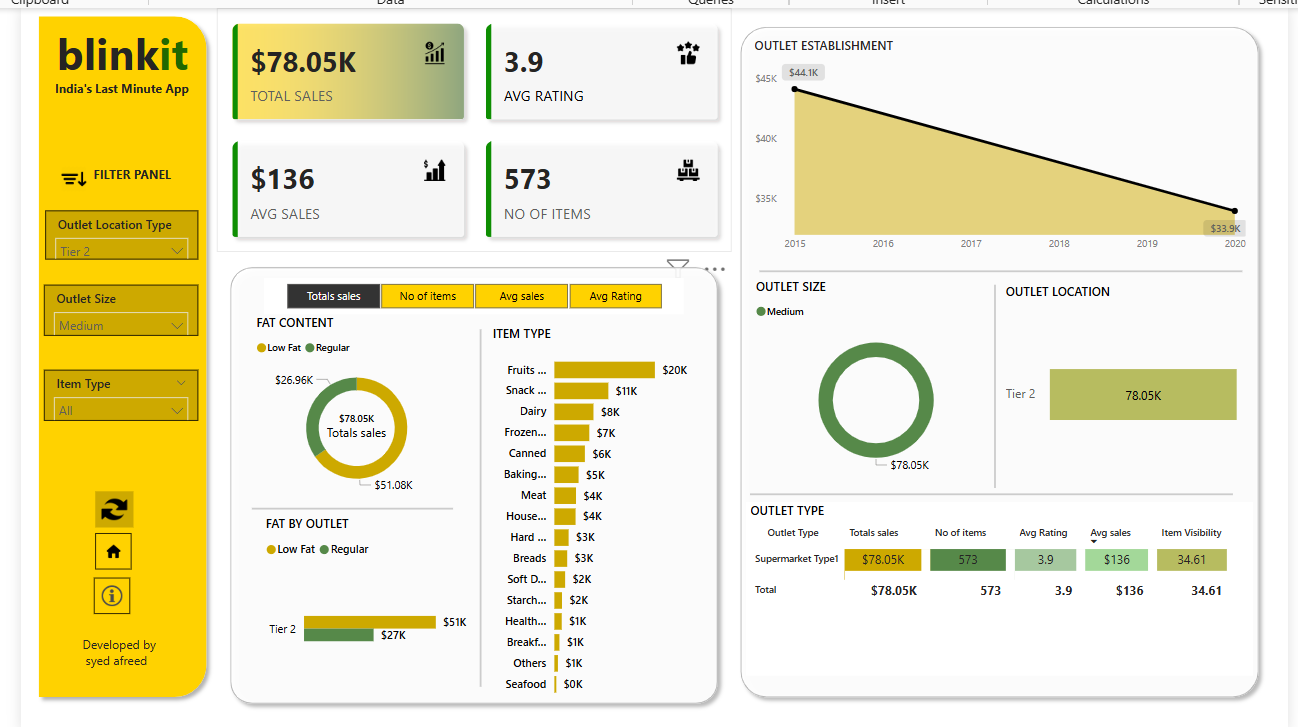 Clipboard
Data
Queries
Insert
Calculations
blinkit
India's Last Minute App
FILTER PANEL
Outlet Location Type
Tier 2
Outlet Size
Medium
Item Type
All
Developed by
syed afreed
$78.05K
TOTAL SALES
3.9
AVG RATING
$136
AVG SALES
573
NO OF ITEMS
Totals sales
No of items
Avg sales
Avg Rating
FAT CONTENT
Low Fat
Regular
$26.96K
$78.05K
Totals sales
$51.08K
FAT BY OUTLET
Low Fat
Regular
Tier 2
$51K
$27K
ITEM TYPE
Fruits ... $20K
Snack ... $11K
Dairy $8K
Frozen... $7K
Canned $6K
Baking... $5K
Meat $4K
House... $4K
Hard ... $3K
Breads $3K
Soft D... $2K
Starch... $2K
Health... $1K
Breakf... $1K
Others $1K
Seafood $0K
OUTLET ESTABLISHMENT
$45K
$44.1K
$40K
$35K
$33.9K
2015 2016 2017 2018 2019 2020
OUTLET SIZE
Medium
$78.05K
OUTLET LOCATION
Tier 2 78.05K
OUTLET TYPE
Outlet Type Totals sales No of items Avg Rating Avg sales Item Visibility
Supermarket Type1 $78.05K 573 3.9 $136 34.61
Total $78.05K 573 3.9 $136 34.61